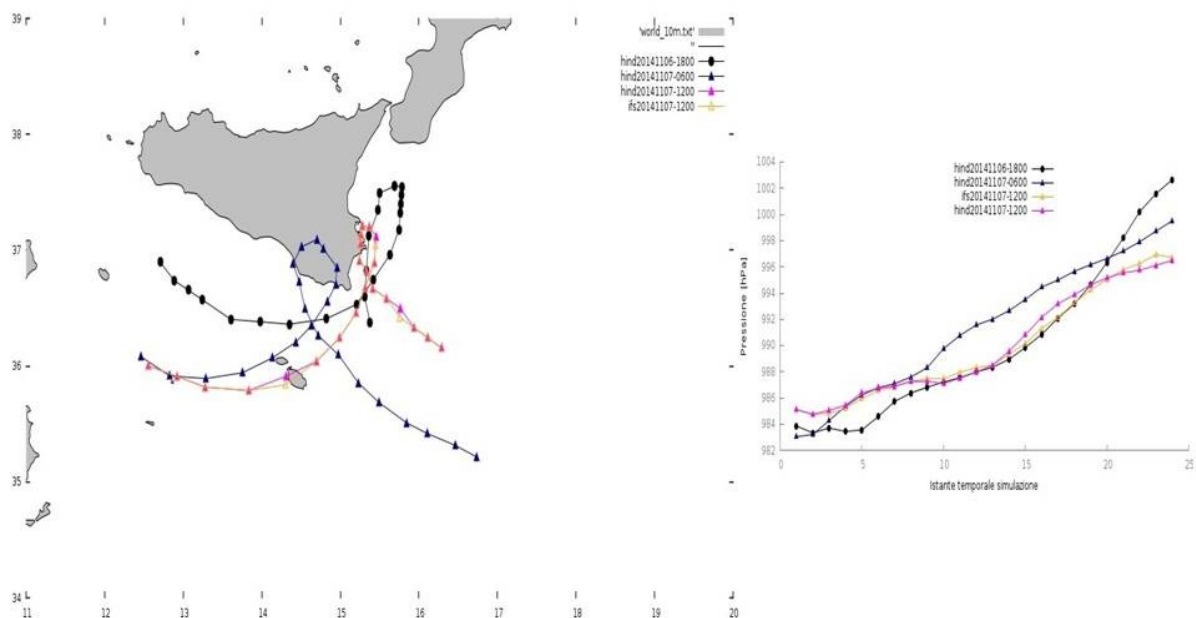 39
'world_10m.txt'
''
hind20141106-1800
hind20141107-0600
hind20141107-1200
ifs20141107-1200
38
37
36
35
34
11 12 13 14 15 16 17 18 19 20
hind20141106-1800
hind20141107-0600
ifs20141107-1200
hind20141107-1200
1004
1002
1000
998
996
994
992
990
988
986
984
982
0 5 10 15 20 25
Pressione [hPa]
Istante temporale simulazione